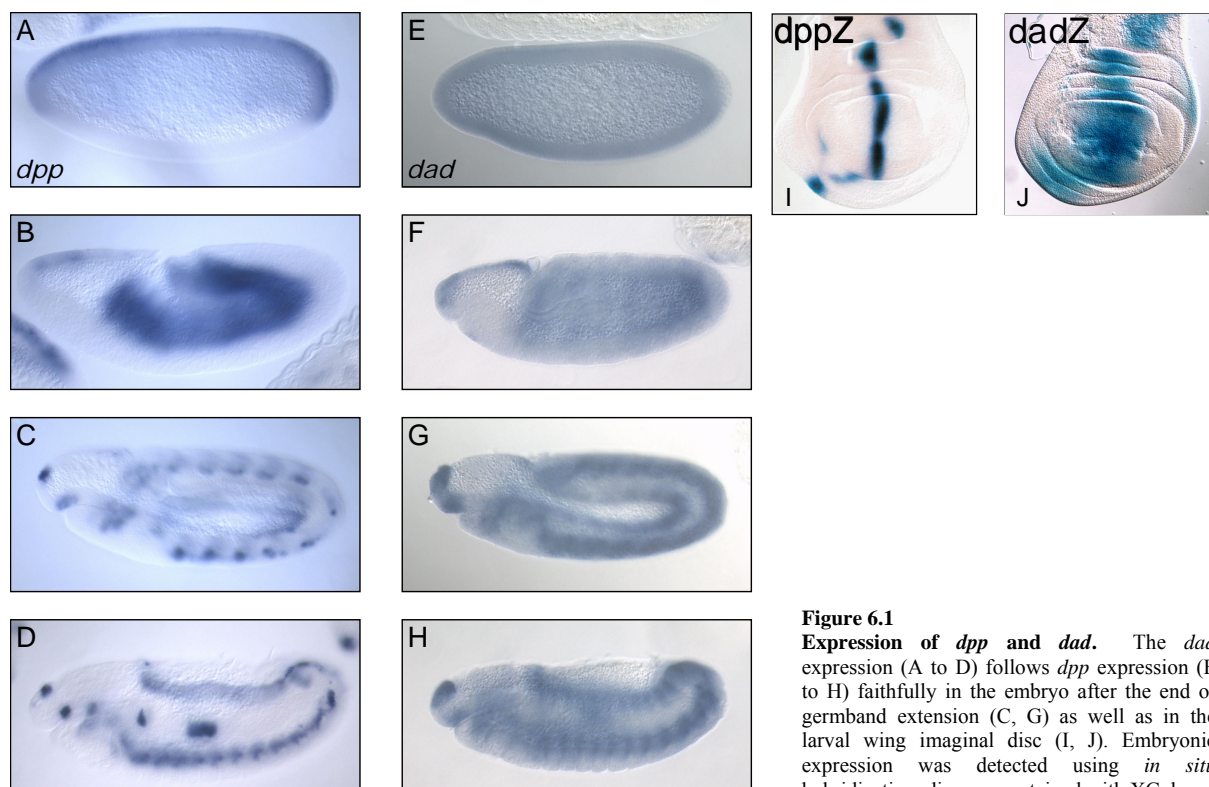 A
dpp
B
C
D
E
dad
F
G
H
dppZ
I
dadZ
J
Figure 6.1
Expression of dpp and dad. The dad
expression (A to D) follows dpp expression
to H) faithfully in the embryo after the end
germband extension (C, G) as well as in the
larval wing imaginal disc (I, J). Embryonic
expression was detected using in situ